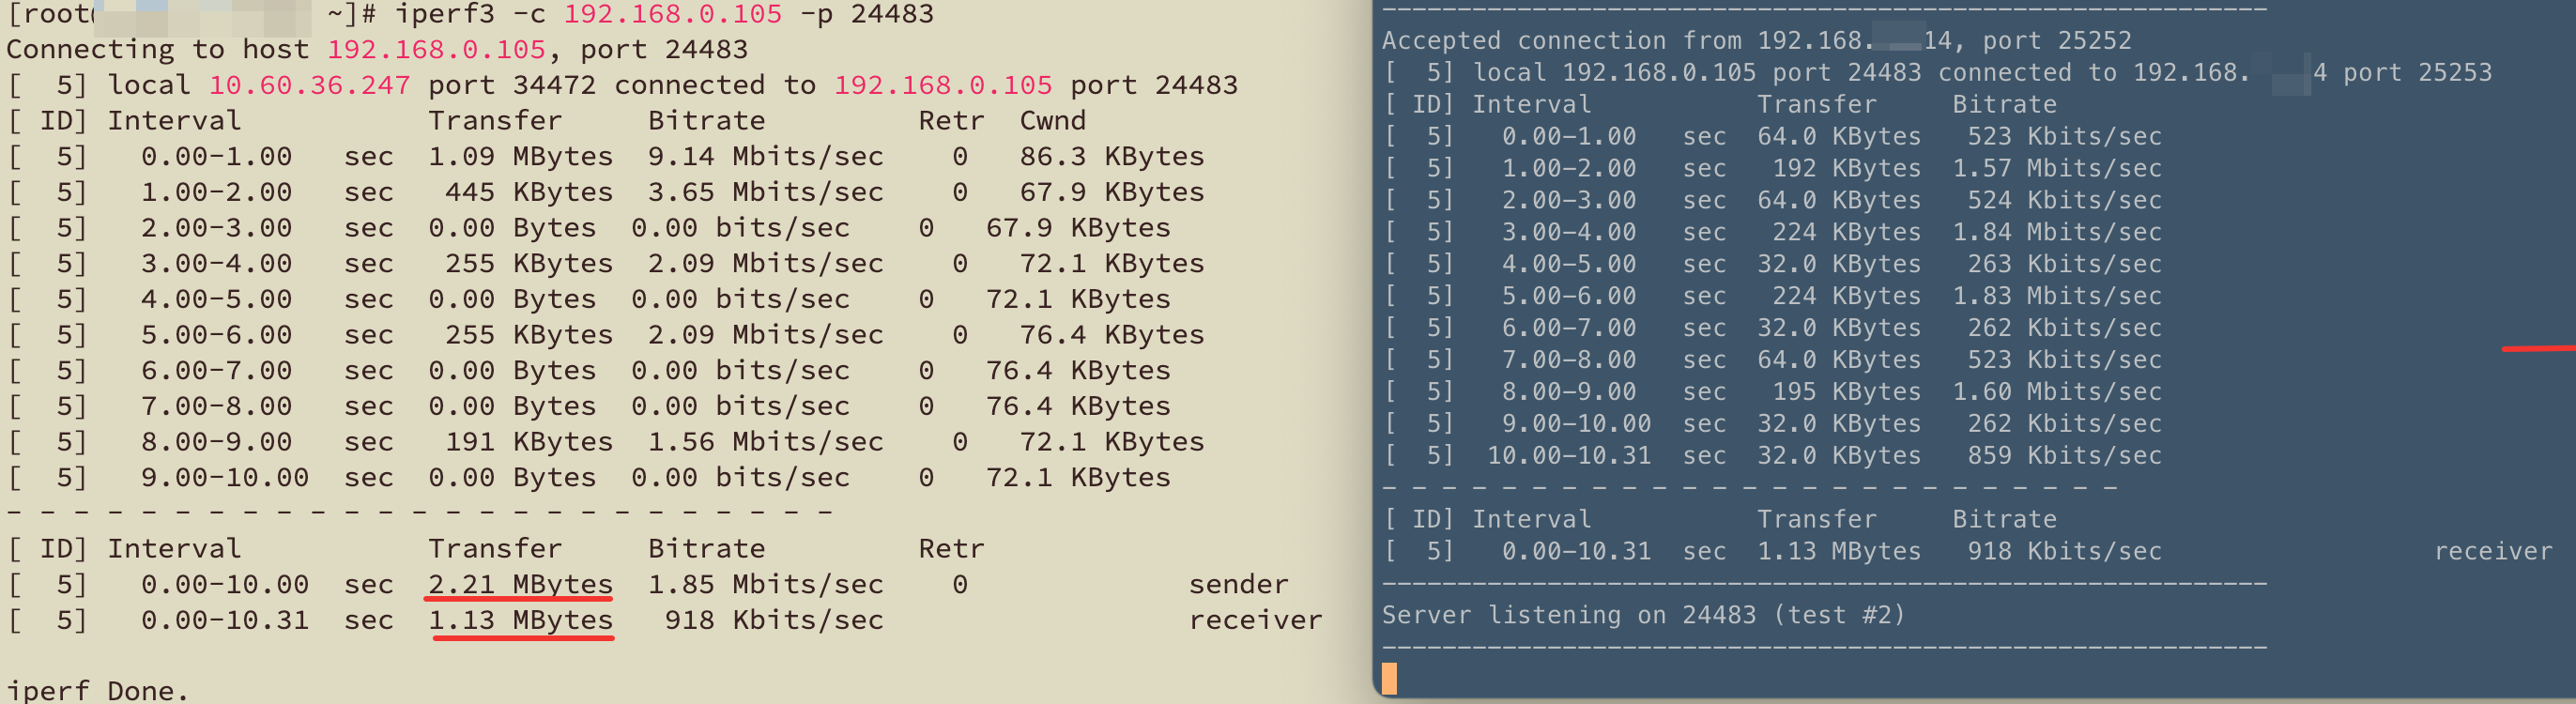 [root@ ~]# iperf3 -c 192.168.0.105 -p 24483
Connecting to host 192.168.0.105, port 24483
[  5] local 10.60.36.247 port 34472 connected to 192.168.0.105 port 24483
[ ID] Interval           Transfer     Bitrate         Retr  Cwnd
[  5]   0.00-1.00   sec  1.09 MBytes  9.14 Mbits/sec    0   86.3 KBytes
[  5]   1.00-2.00   sec   445 KBytes  3.65 Mbits/sec    0   67.9 KBytes
[  5]   2.00-3.00   sec  0.00 Bytes  0.00 bits/sec    0   67.9 KBytes
[  5]   3.00-4.00   sec   255 KBytes  2.09 Mbits/sec    0   72.1 KBytes
[  5]   4.00-5.00   sec  0.00 Bytes  0.00 bits/sec    0   72.1 KBytes
[  5]   5.00-6.00   sec   255 KBytes  2.09 Mbits/sec    0   76.4 KBytes
[  5]   6.00-7.00   sec  0.00 Bytes  0.00 bits/sec    0   76.4 KBytes
[  5]   7.00-8.00   sec  0.00 Bytes  0.00 bits/sec    0   76.4 KBytes
[  5]   8.00-9.00   sec   191 KBytes  1.56 Mbits/sec    0   72.1 KBytes
[  5]   9.00-10.00  sec  0.00 Bytes  0.00 bits/sec    0   72.1 KBytes
- - - - - - - - - - - - - - - - - - - - - - - - -
[ ID] Interval           Transfer     Bitrate         Retr
[  5]   0.00-10.00  sec  2.21 MBytes  1.85 Mbits/sec    0             sender
[  5]   0.00-10.31  sec  1.13 MBytes   918 Kbits/sec                  receiver
iperf Done.
-----------------------------------------------------------
Accepted connection from 192.168. 14, port 25252
[  5] local 192.168.0.105 port 24483 connected to 192.168. 4 port 25253
[ ID] Interval           Transfer     Bitrate
[  5]   0.00-1.00   sec  64.0 KBytes   523 Kbits/sec
[  5]   1.00-2.00   sec   192 KBytes  1.57 Mbits/sec
[  5]   2.00-3.00   sec  64.0 KBytes   524 Kbits/sec
[  5]   3.00-4.00   sec   224 KBytes  1.84 Mbits/sec
[  5]   4.00-5.00   sec  32.0 KBytes   263 Kbits/sec
[  5]   5.00-6.00   sec   224 KBytes  1.83 Mbits/sec
[  5]   6.00-7.00   sec  32.0 KBytes   262 Kbits/sec
[  5]   7.00-8.00   sec  64.0 KBytes   523 Kbits/sec
[  5]   8.00-9.00   sec   195 KBytes  1.60 Mbits/sec
[  5]   9.00-10.00  sec  32.0 KBytes   262 Kbits/sec
[  5]  10.00-10.31  sec  32.0 KBytes   859 Kbits/sec
- - - - - - - - - - - - - - - - - - - - - - - - -
[ ID] Interval           Transfer     Bitrate
[  5]   0.00-10.31  sec  1.13 MBytes   918 Kbits/sec                  receiver
-----------------------------------------------------------
Server listening on 24483 (test #2)
-----------------------------------------------------------